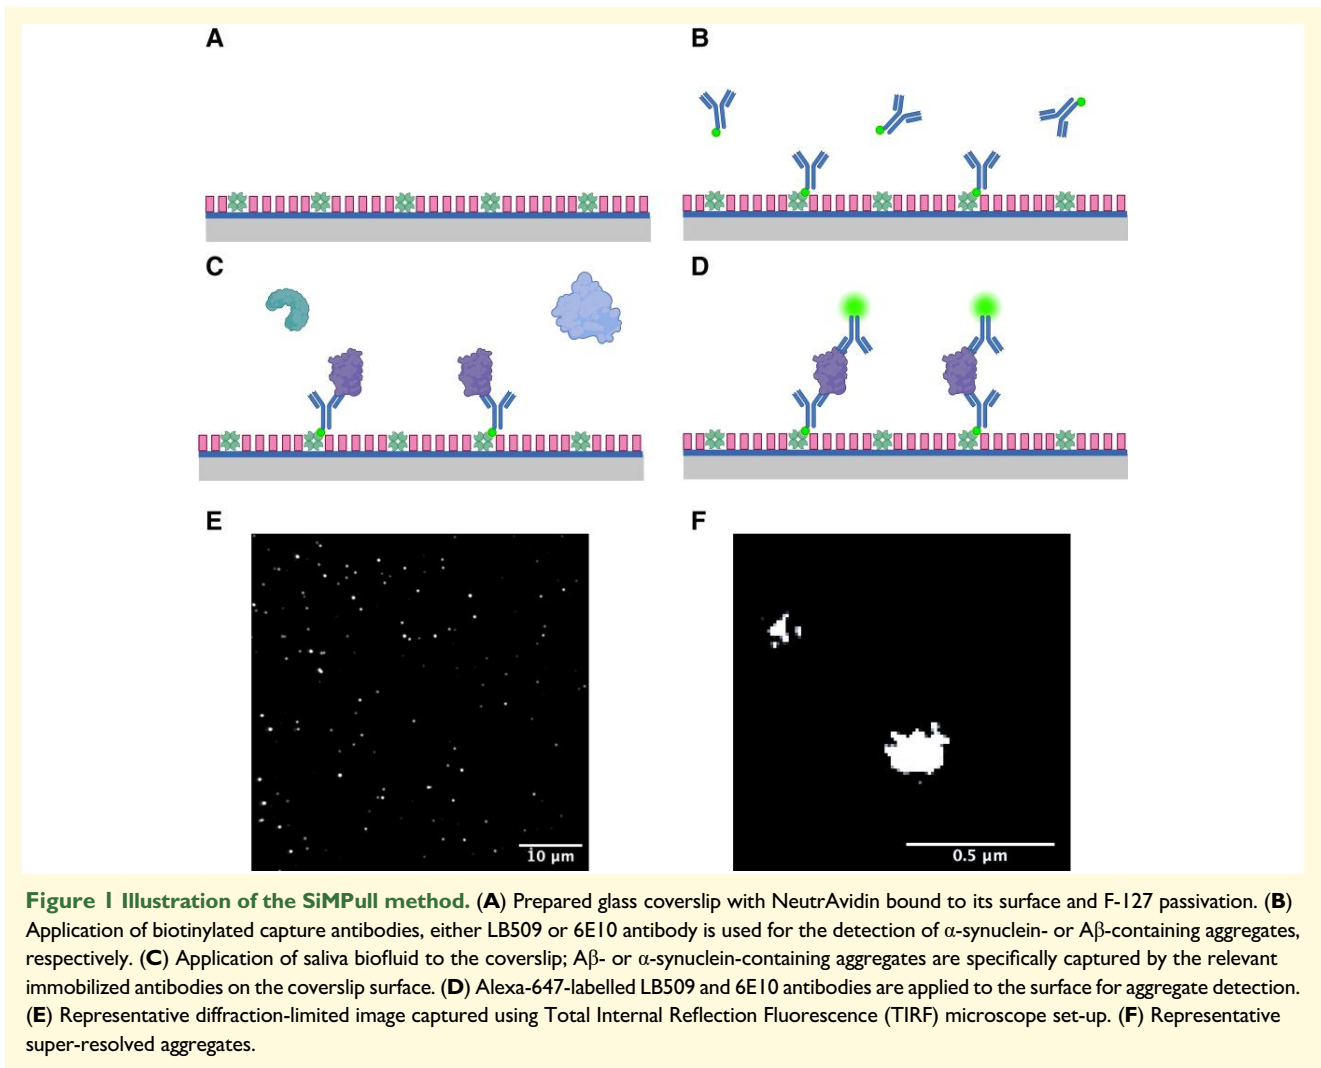 A
B
C
D
E
F
10 μm
0.5 μm
Figure 1 Illustration of the SiMPull method. (A) Prepared glass coverslip with NeutrAvidin bound to its surface and F-127 passivation. (B)
Application of biotinylated capture antibodies, either LB509 or 6E10 antibody is used for the detection of α-synuclein- or Aβ-containing aggregates,
respectively. (C) Application of saliva biofluid to the coverslip; Aβ- or α-synuclein-containing aggregates are specifically captured by the relevant
immobilized antibodies on the coverslip surface. (D) Alexa-647-labelled LB509 and 6E10 antibodies are applied to the surface for aggregate detection.
(E) Representative diffraction-limited image captured using Total Internal Reflection Fluorescence (TIRF) microscope set-up. (F) Representative
super-resolved aggregates.